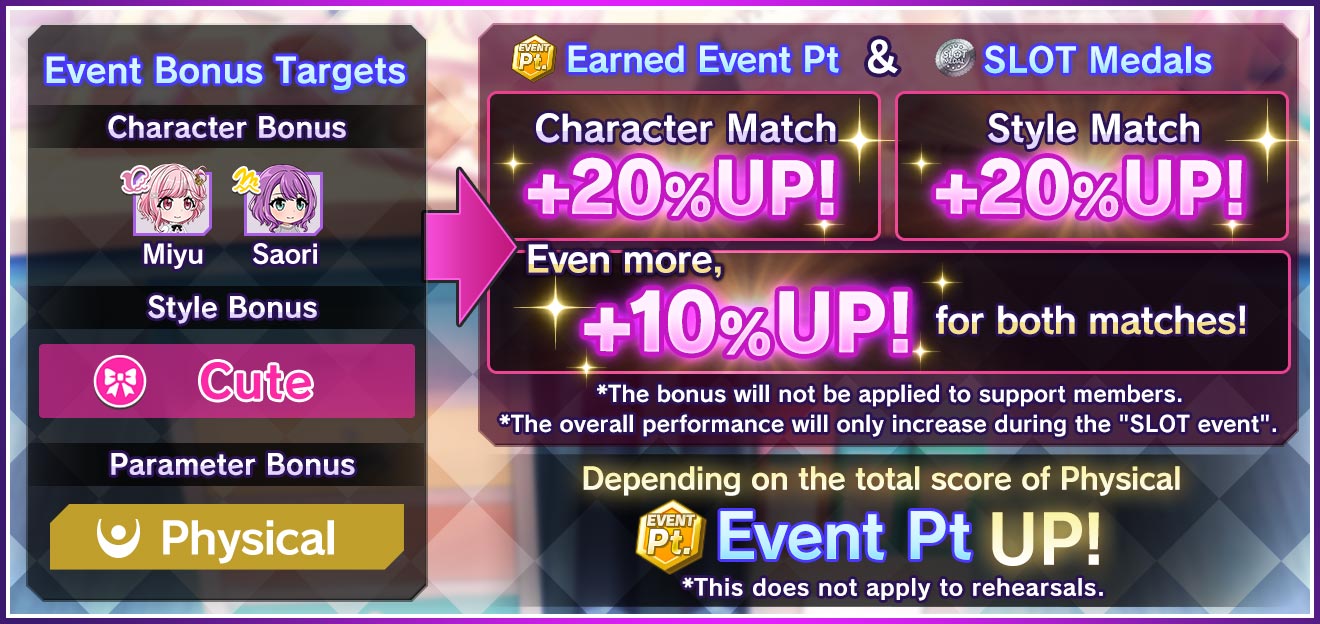 Event Bonus Targets
Character Bonus
Miyu Saori
Style Bonus
Cute
Parameter Bonus
Physical
EVENT Pt. Earned Event Pt & SLOT MEDAL SLOT Medals
Character Match
+20%UP!
Style Match
+20%UP!
Even more,
+10%UP! for both matches!
*The bonus will not be applied to support members.
*The overall performance will only increase during the "SLOT event".
Depending on the total score of Physical
EVENT Pt. Event Pt UP!
*This does not apply to rehearsals.